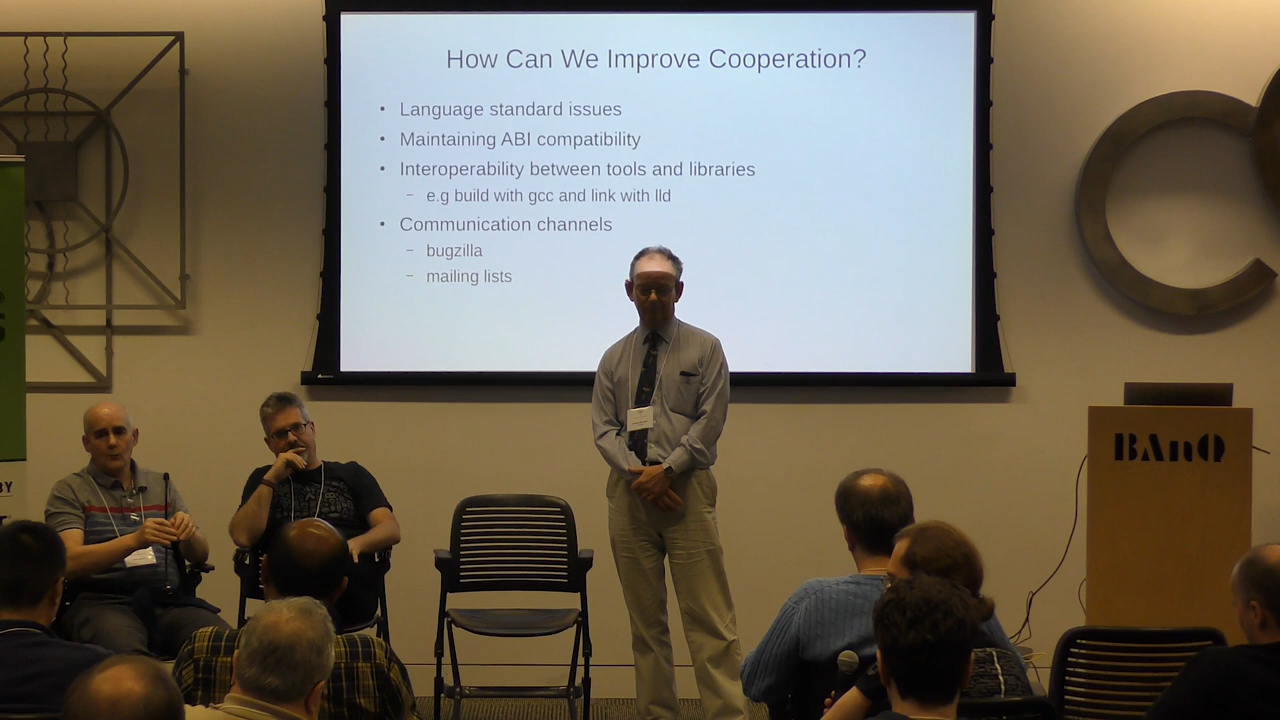 How Can We Improve Cooperation?
• Language standard issues
• Maintaining ABI compatibility
• Interoperability between tools and libraries
– e.g build with gcc and link with lld
• Communication channels
– bugzilla
– mailing lists
BAnQ
BY